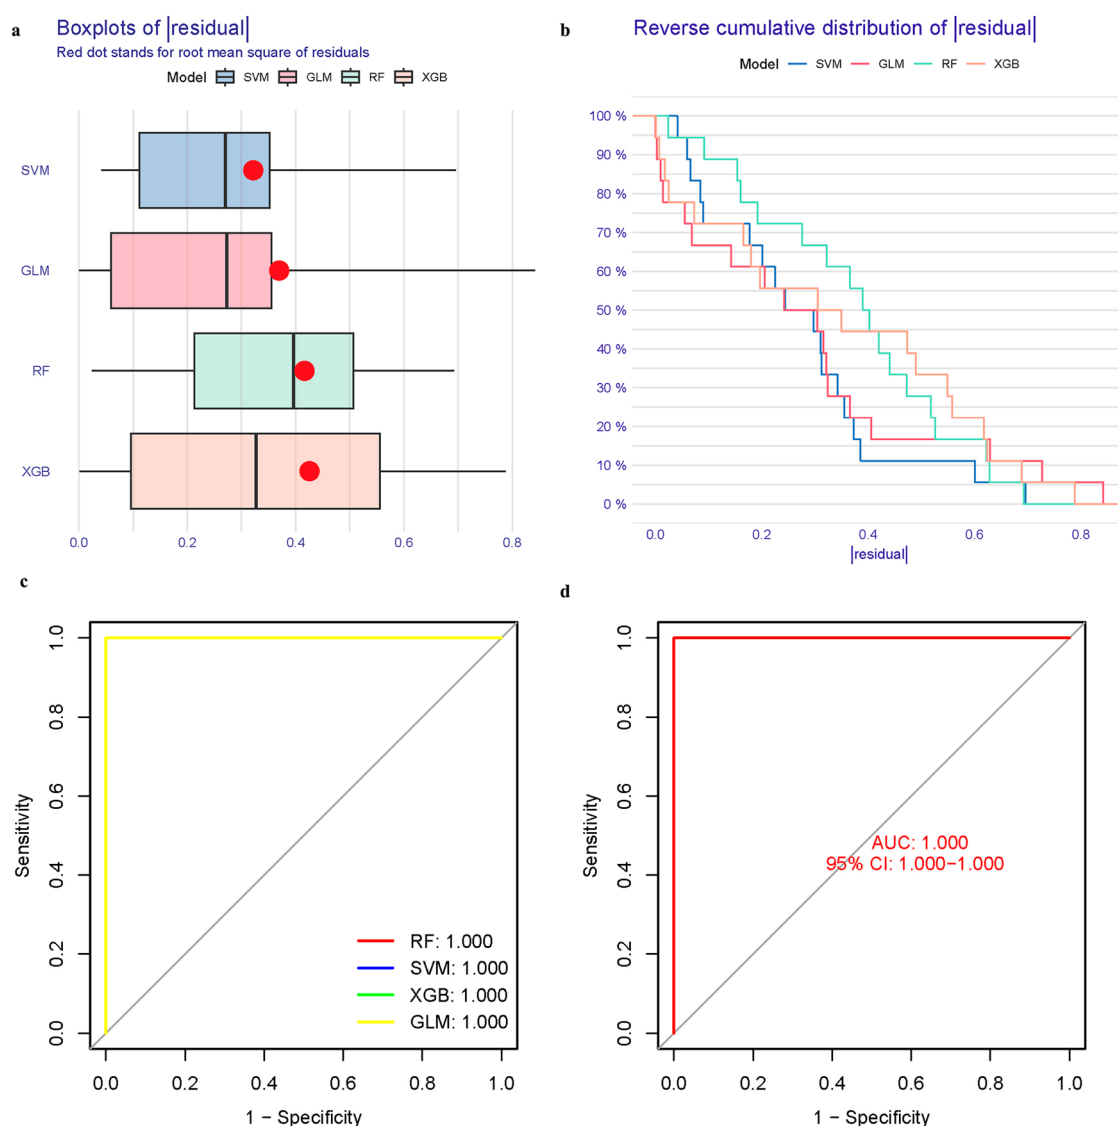 a
Boxplots of |residual|
Red dot stands for root mean square of residuals
Model SVM GLM RF XGB
SVM
GLM
RF
XGB
0.0 0.2 0.4 0.6 0.8
b
Reverse cumulative distribution of |residual|
Model SVM GLM RF XGB
100 %
90 %
80 %
70 %
60 %
50 %
40 %
30 %
20 %
10 %
0 %
0.0 0.2 0.4 0.6 0.8
|residual|
c
Sensitivity
1.0
0.8
0.6
0.4
0.2
0.0
RF: 1.000
SVM: 1.000
XGB: 1.000
GLM: 1.000
0.0 0.2 0.4 0.6 0.8 1.0
1 − Specificity
d
Sensitivity
1.0
0.8
0.6
0.4
0.2
0.0
AUC: 1.000
95% CI: 1.000−1.000
0.0 0.2 0.4 0.6 0.8 1.0
1 − Specificity